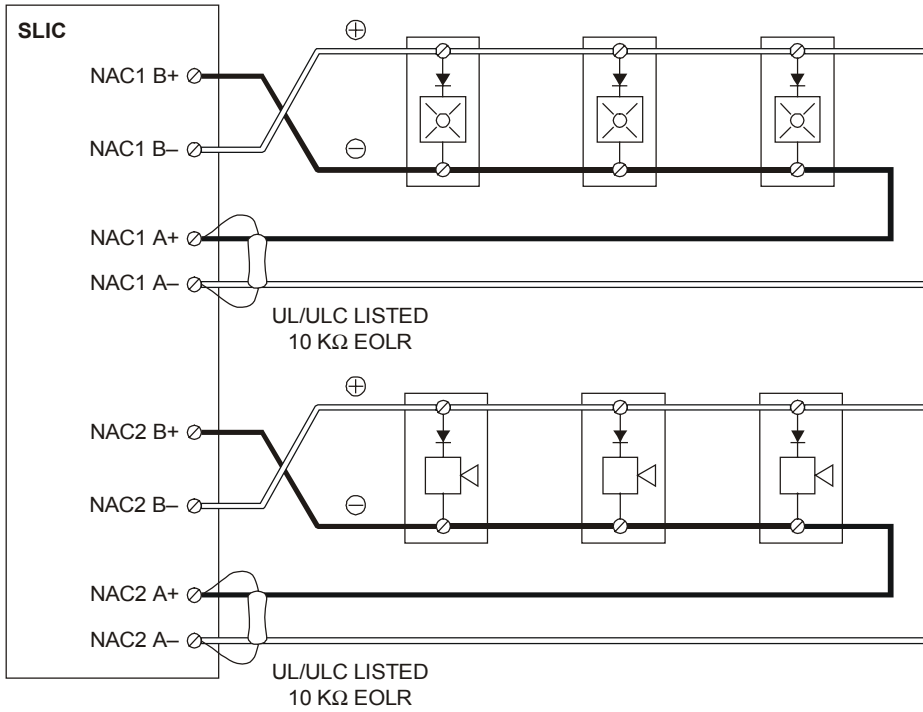 SLIC
⊕
NAC1 B+
NAC1 B–
⊖
NAC1 A+
NAC1 A–
UL/ULC LISTED
10 KΩ EOLR
⊕
NAC2 B+
NAC2 B–
⊖
NAC2 A+
NAC2 A–
UL/ULC LISTED
10 KΩ EOLR